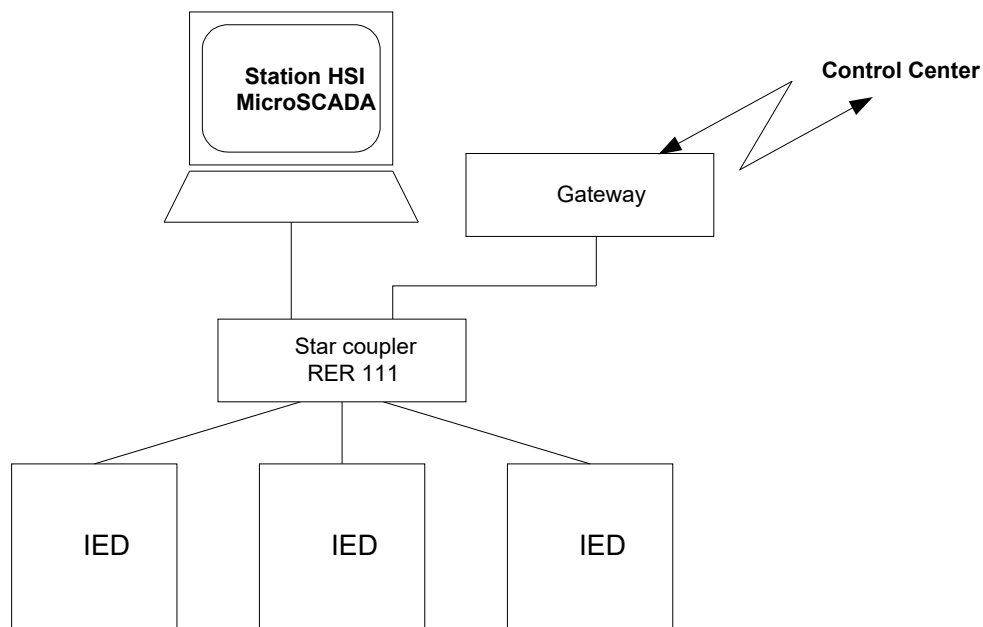 Station HSI
MicroSCADA
Control Center
Gateway
Star coupler
RER 111
IED
IED
IED